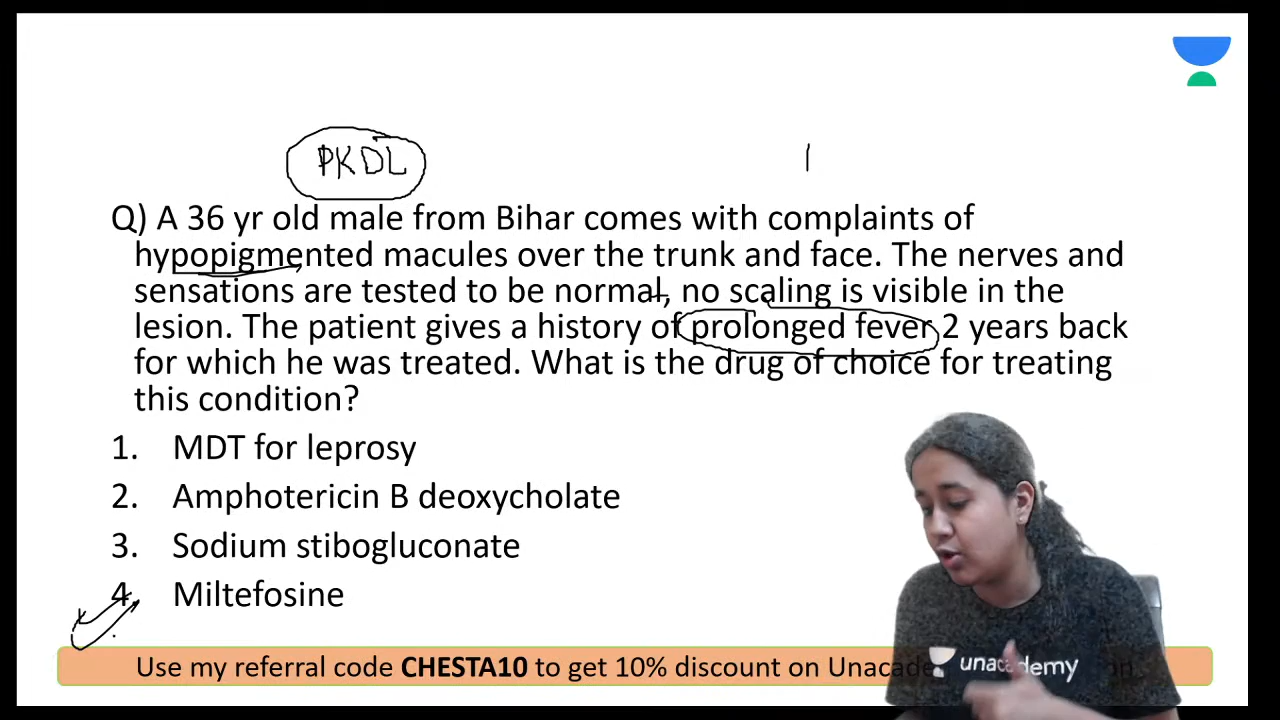 PKDL
Q) A 36 yr old male from Bihar comes with complaints of
hypopigmented macules over the trunk and face. The nerves and
sensations are tested to be normal, no scaling is visible in the
lesion. The patient gives a history of prolonged fever 2 years back
for which he was treated. What is the drug of choice for treating
this condition?
1. MDT for leprosy
2. Amphotericin B deoxycholate
3. Sodium stibogluconate
4. Miltefosine
Use my referral code CHESTA10 to get 10% discount on
unacademy